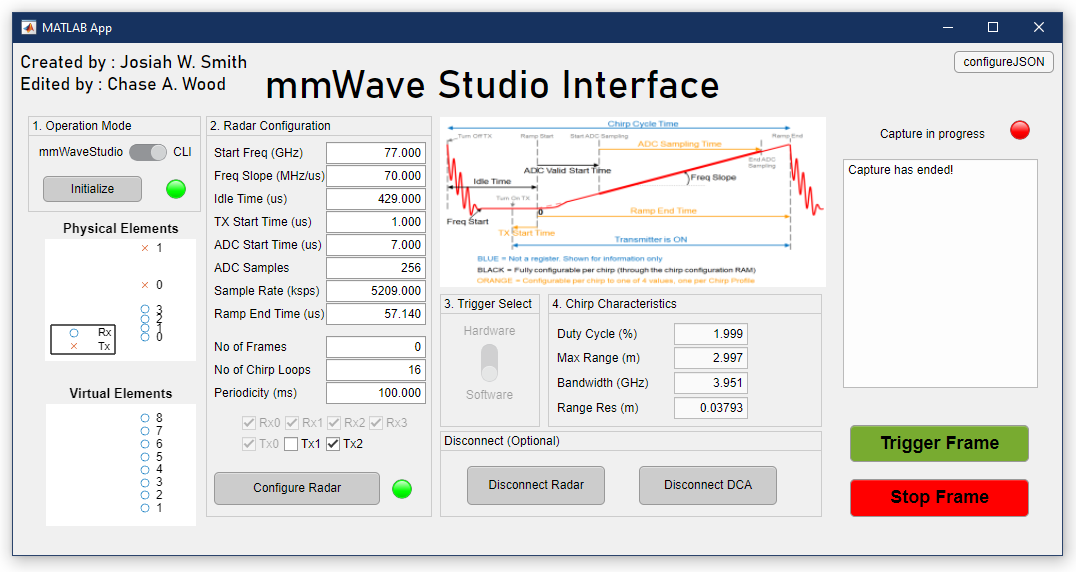 MATLAB App
Created by : Josiah W. Smith
Edited by : Chase A. Wood
mmWave Studio Interface
configureJSON
1. Operation Mode
mmWaveStudio CLI
Initialize
Physical Elements
1
0
3
2
1
0
Rx
Tx
Virtual Elements
8
7
6
5
4
3
2
1
2. Radar Configuration
Start Freq (GHz) 77.000
Freq Slope (MHz/us) 70.000
Idle Time (us) 429.000
TX Start Time (us) 1.000
ADC Start Time (us) 7.000
ADC Samples 256
Sample Rate (ksps) 5209.000
Ramp End Time (us) 57.140
No of Frames 0
No of Chirp Loops 16
Periodicity (ms) 100.000
Rx0 Rx1 Rx2 Rx3
Tx0 Tx1 Tx2
Configure Radar
Chirp Cycle Time
Turn Off TX Ramp Start Start ADC Sampling Ramp End
ADC Sampling Time
End ADC
Sampling
ADC Valid Start Time
Idle Time
Freq Slope
Turn On TX
Freq Start
0
Ramp End Time
TX Start Time
Transmitter is ON
BLUE = Not a register. Shown for information only
BLACK = Fully configurable per chirp (through the chirp configuration RAM)
ORANGE = Configurable per chirp to one of 4 values, one per Chirp Profile
3. Trigger Select
Hardware
Software
4. Chirp Characteristics
Duty Cycle (%) 1.999
Max Range (m) 2.997
Bandwidth (GHz) 3.951
Range Res (m) 0.03793
Disconnect (Optional)
Disconnect Radar
Disconnect DCA
Capture in progress
Capture has ended!
Trigger Frame
Stop Frame